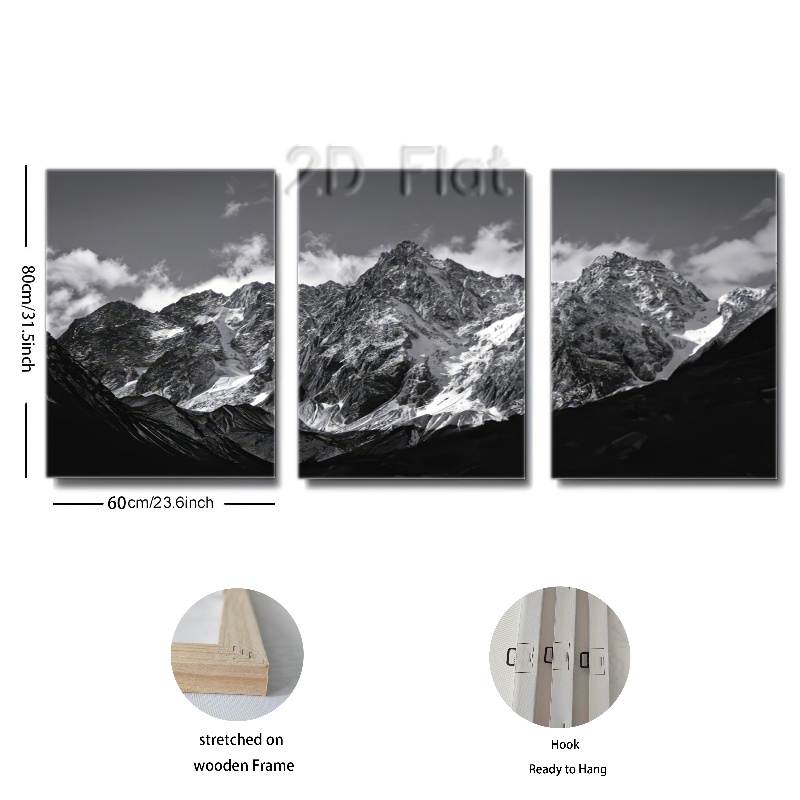 2D Flat
80cm/31.5inch
60cm/23.6inch
stretched on
wooden Frame
Hook
Ready to Hang